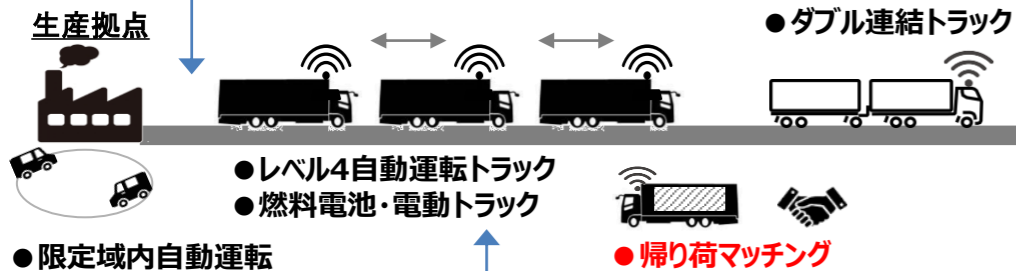 生産拠点
●ダブル連結トラック
●レベル4自動運転トラック
●燃料電池・電動トラック
●限定域内自動運転
●帰り荷マッチング